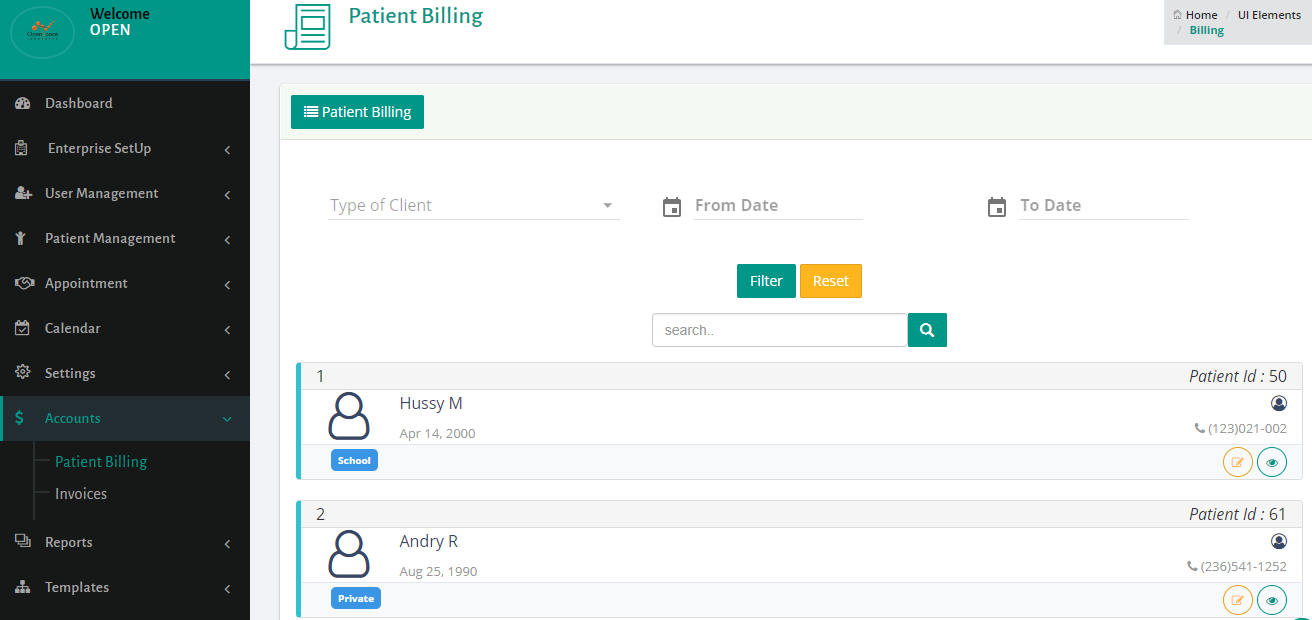 Welcome
OPEN
Dashboard
Enterprise SetUp
User Management
Patient Management
Appointment
Calendar
Settings
Accounts
Patient Billing
Invoices
Reports
Templates
Patient Billing
Home / UI Elements
/ Billing
Patient Billing
Type of Client
From Date
To Date
Filter
Reset
search..
1
Patient Id : 50
Hussy M
Apr 14, 2000
(123)021-002
School
2
Patient Id : 61
Andry R
Aug 25, 1990
(236)541-1252
Private